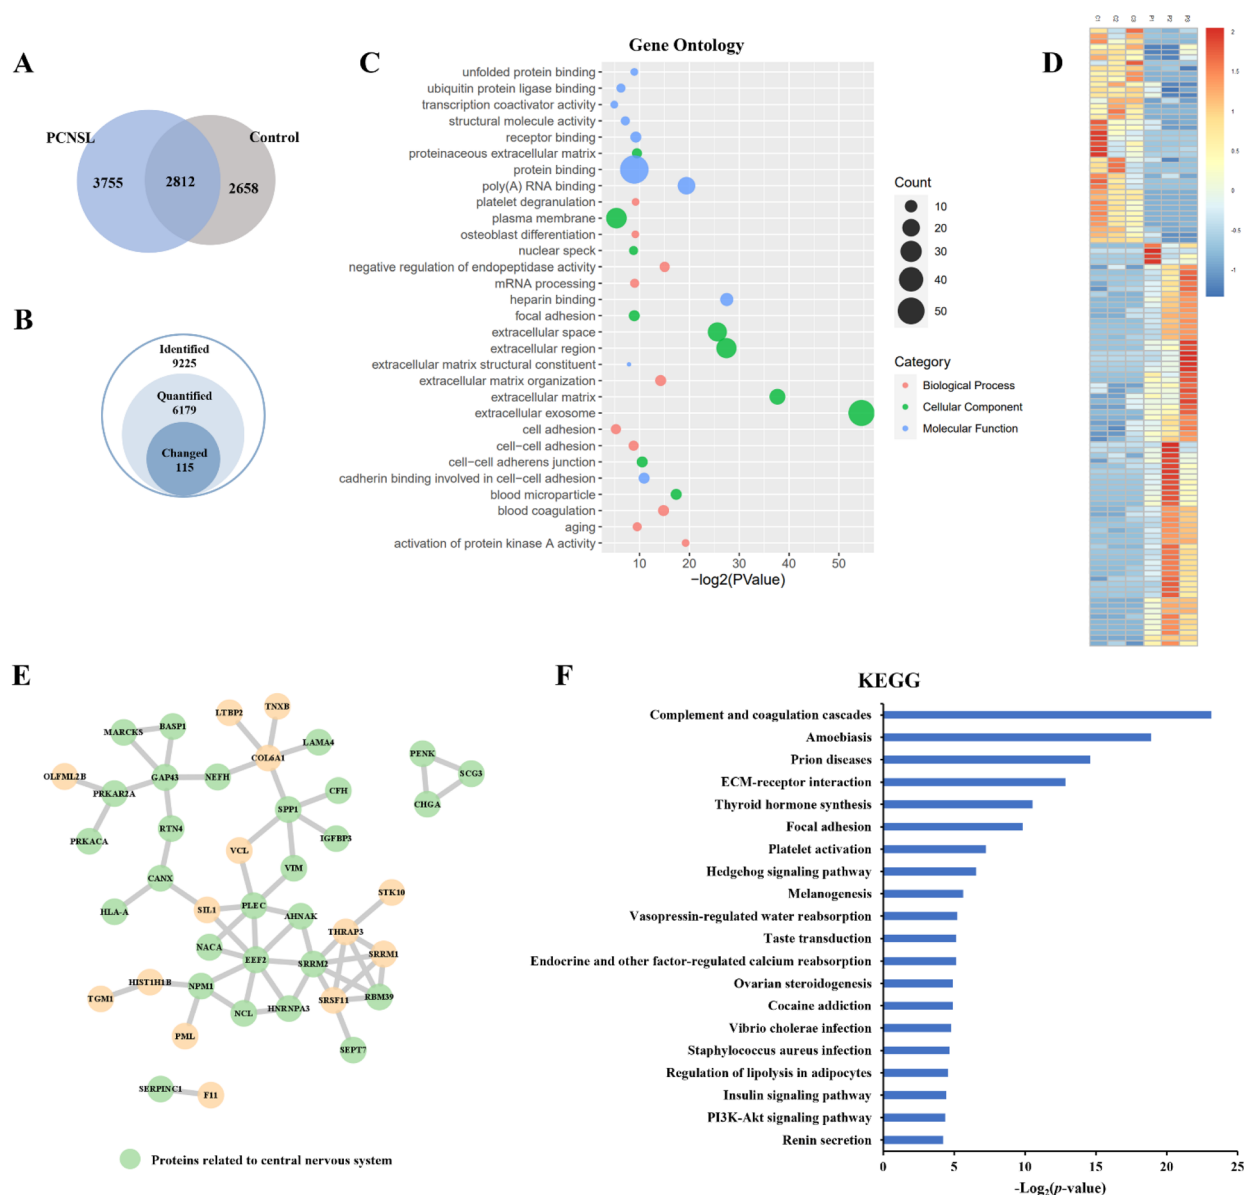 A
PCNSL
Control
3755
2812
2658
B
Identified
9225
Quantified
6179
Changed
115
C
Gene Ontology
unfolded protein binding
ubiquitin protein ligase binding
transcription coactivator activity
structural molecule activity
receptor binding
proteinaceous extracellular matrix
protein binding
poly(A) RNA binding
platelet degranulation
plasma membrane
osteoblast differentiation
nuclear speck
negative regulation of endopeptidase activity
mRNA processing
heparin binding
focal adhesion
extracellular space
extracellular region
extracellular matrix structural constituent
extracellular matrix organization
extracellular matrix
extracellular exosome
cell adhesion
cell−cell adhesion
cell−cell adherens junction
cadherin binding involved in cell−cell adhesion
blood microparticle
blood coagulation
aging
activation of protein kinase A activity
10 20 30 40 50
−log2(PValue)
Count
10
20
30
40
50
Category
Biological Process
Cellular Component
Molecular Function
D
C1 C2 C3 P1 P2 P3
2
1.5
1
0.5
0
-0.5
-1
E
LTBP2
TNXB
MARCKS
BASP1
LAMA4
COL6A1
OLFML2B
GAP43
NEFH
PRKAR2A
CFH
SPP1
RTN4
IGFBP3
PRKACA
VCL
VIM
CANX
HLA-A
SIL1
PLEC
AHNAK
STK10
THRAP3
NACA
EEF2
SRRM2
SRRM1
HIST1H1B
NPM1
TGM1
SRSF11
RBM39
NCL
HNRNPA3
PML
SEPT7
SERPINC1
F11
PENK
SCG3
CHGA
Proteins related to central nervous system
F
KEGG
Complement and coagulation cascades
Amoebiasis
Prion diseases
ECM-receptor interaction
Thyroid hormone synthesis
Focal adhesion
Platelet activation
Hedgehog signaling pathway
Melanogenesis
Vasopressin-regulated water reabsorption
Taste transduction
Endocrine and other factor-regulated calcium reabsorption
Ovarian steroidogenesis
Cocaine addiction
Vibrio cholerae infection
Staphylococcus aureus infection
Regulation of lipolysis in adipocytes
Insulin signaling pathway
PI3K-Akt signaling pathway
Renin secretion
0 5 10 15 20 25
-Log2(p-value)